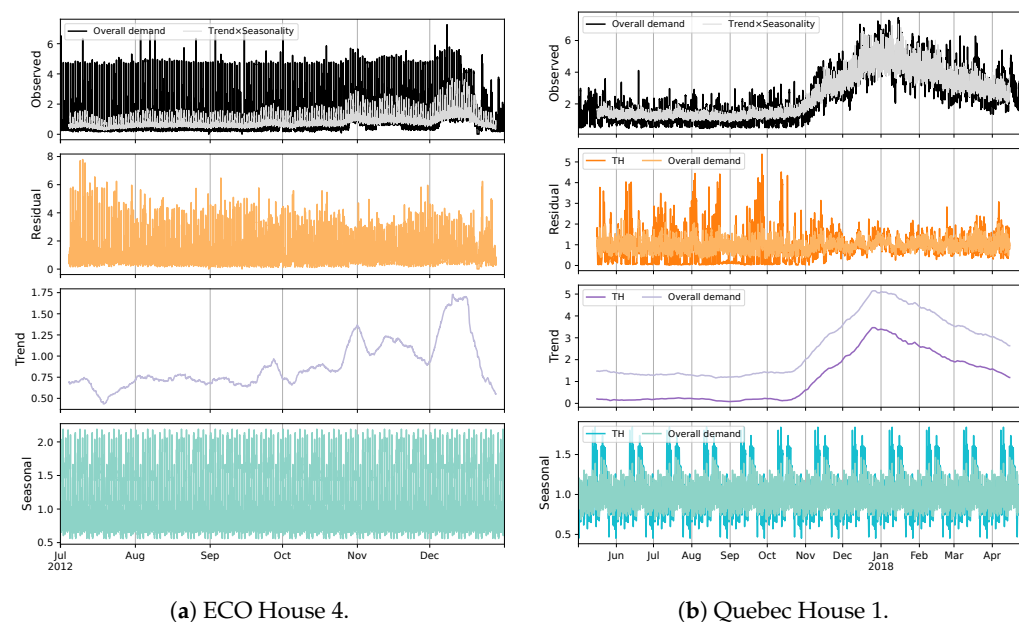 Overall demand Trend×Seasonality
Observed
6
4
2
0
Residual
8
6
4
2
0
Trend
1.75
1.50
1.25
1.00
0.75
0.50
Seasonal
2.0
1.5
1.0
0.5
Jul Aug Sep Oct Nov Dec
2012
(a) ECO House 4.
Overall demand Trend×Seasonality
Observed
6
4
2
TH Overall demand
Residual
5
4
3
2
1
0
TH Overall demand
Trend
5
4
3
2
1
0
TH Overall demand
Seasonal
1.5
1.0
0.5
Jun Jul Aug Sep Oct Nov Dec Jan Feb Mar Apr
2018
(b) Quebec House 1.